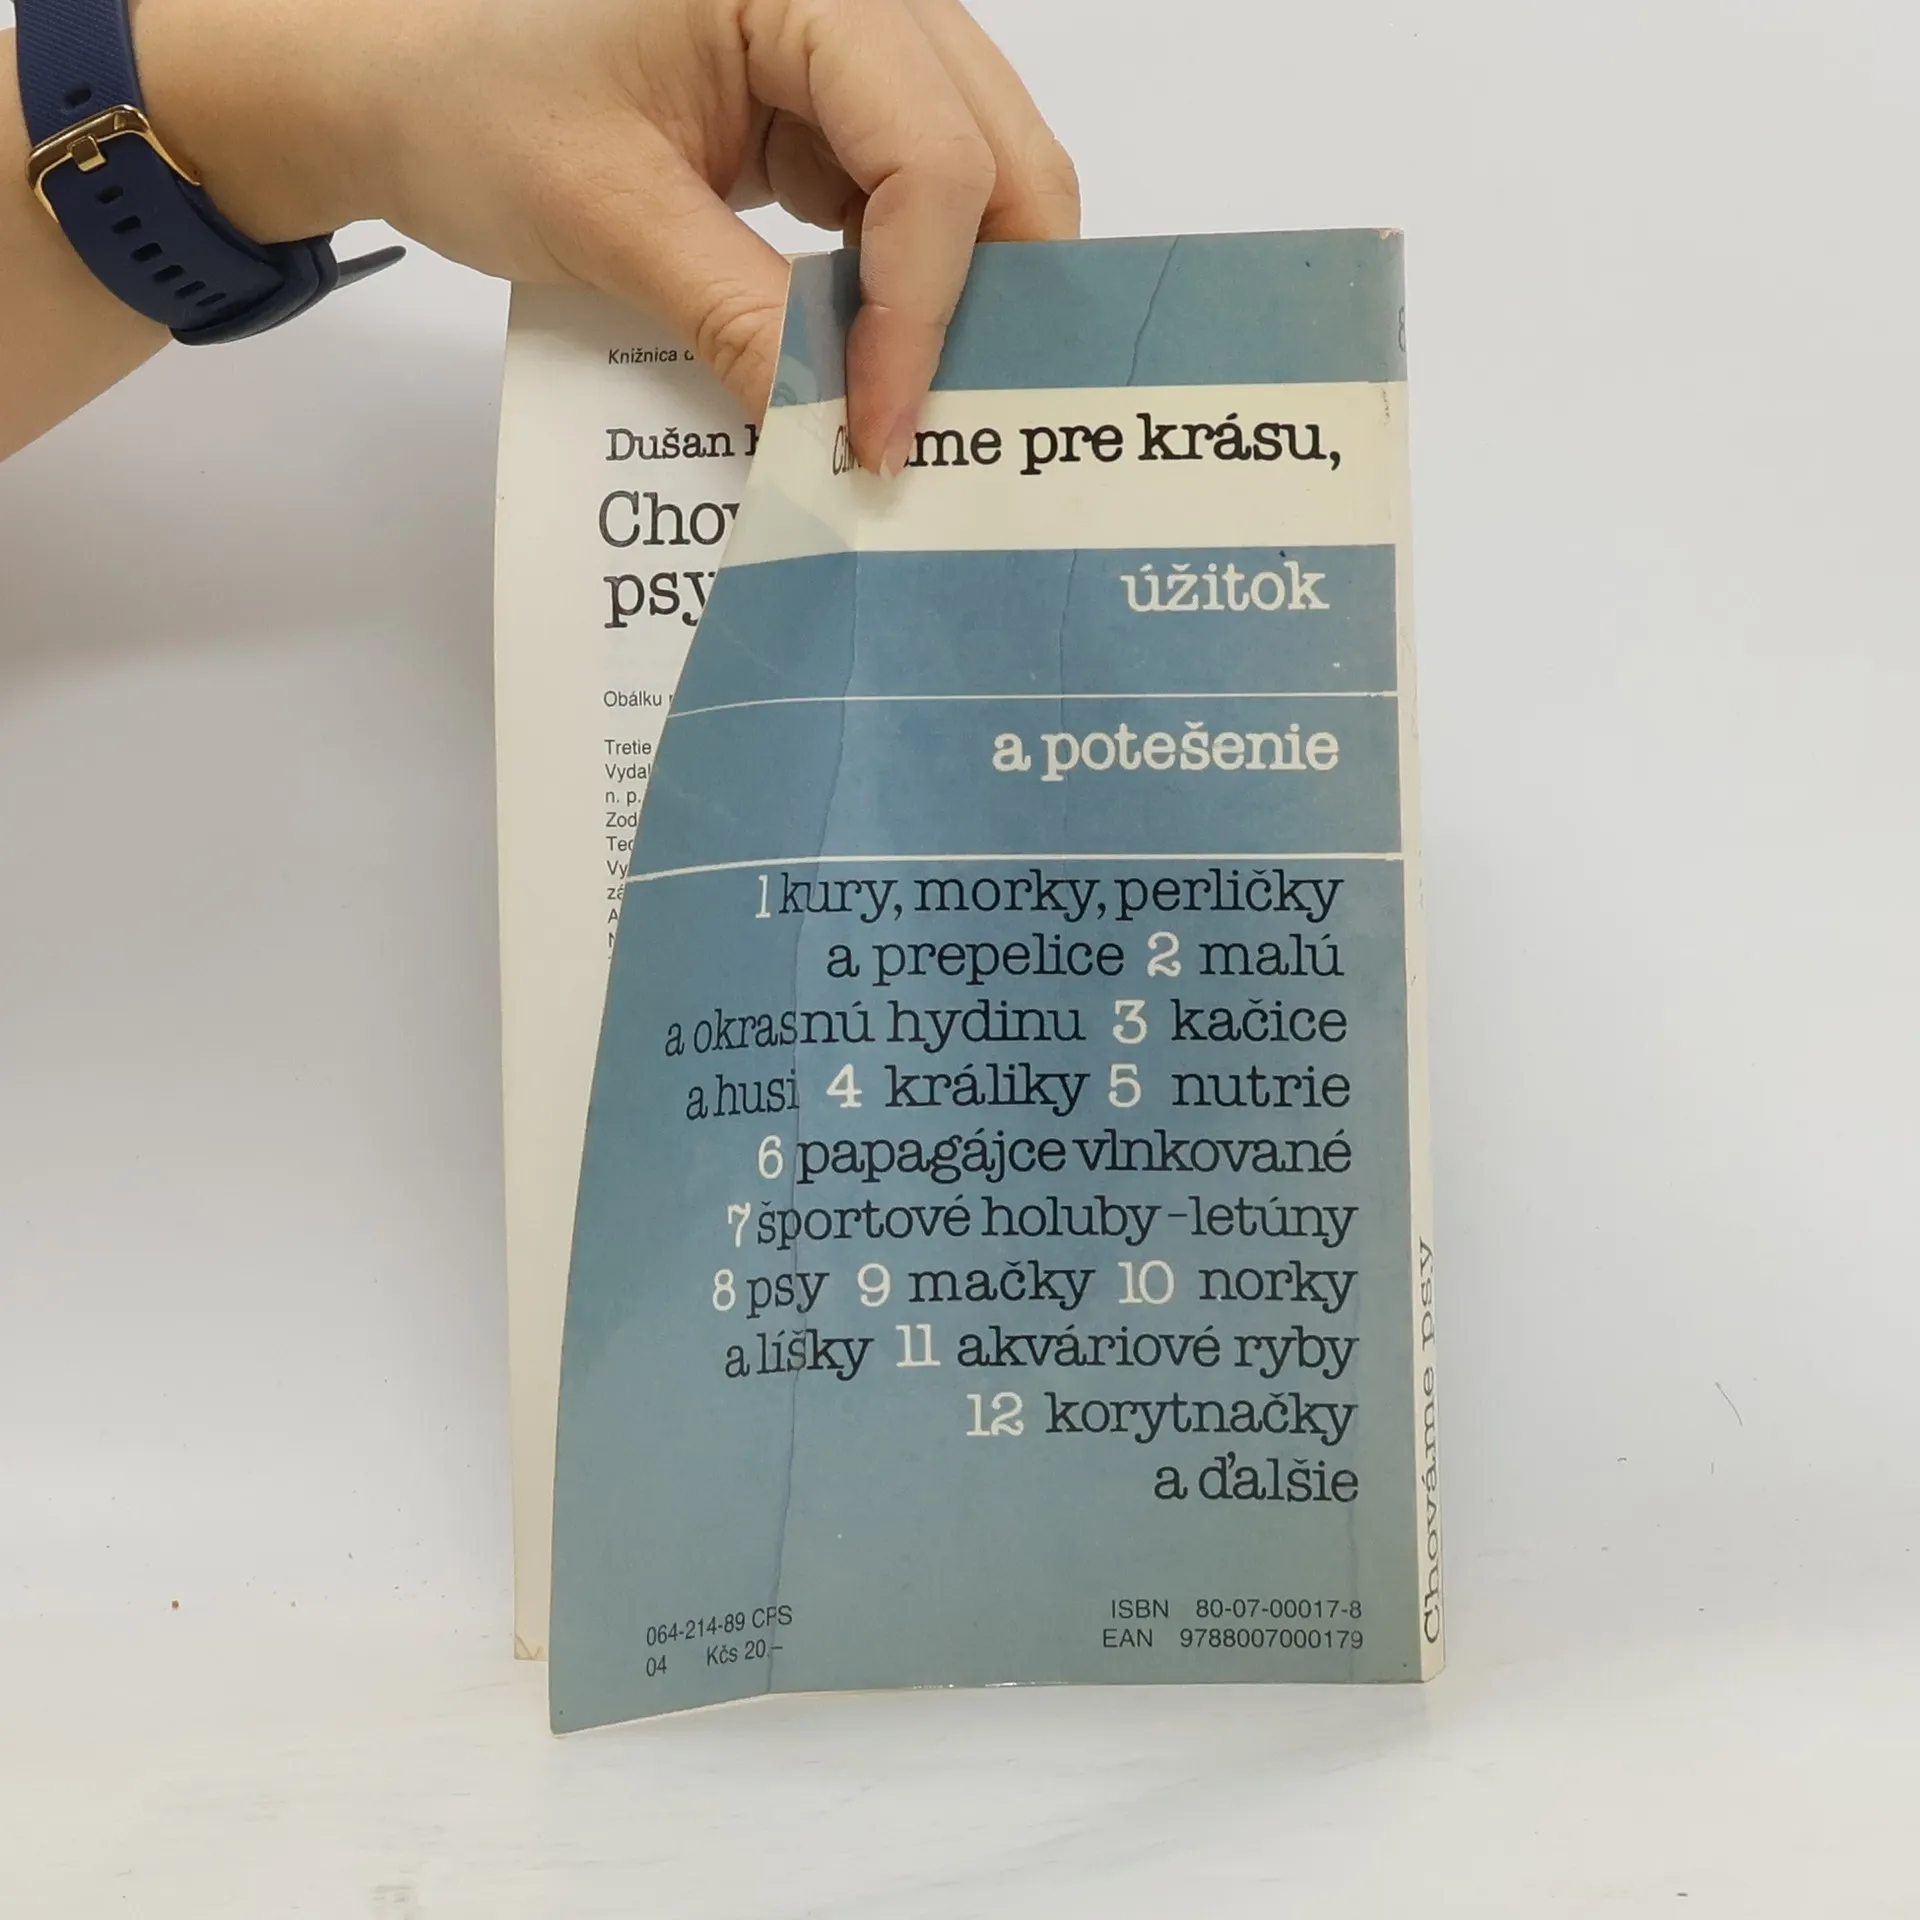 Knižnica
Dušan
Obálku
Tretie
n. p.
me pre krásu,
úžitok
a potešenie
1 kury, morky, perličky
a prepelice 2 malú
a okrasnú hydinu 3 kačice
a husi 4 králiky 5 nutrie
6 papagájce vlnkované
7 športové holuby-letúny
8 psy 9 mačky 10 norky
a líšky 11 akváriové ryby
12 korytnačky
a ďalšie
064-214-89 CPS
04 Kčs 20,–
ISBN 80-07-00017-8
EAN 9788007000179
Chováme psy
8